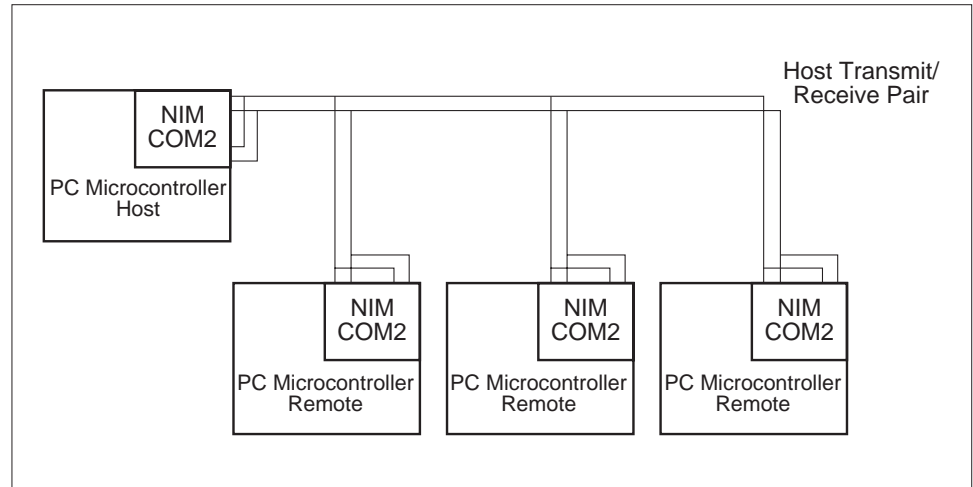 Host Transmit/
Receive Pair
NIM
COM2
PC Microcontroller
Host
NIM
COM2
PC Microcontroller
Remote
NIM
COM2
PC Microcontroller
Remote
NIM
COM2
PC Microcontroller
Remote